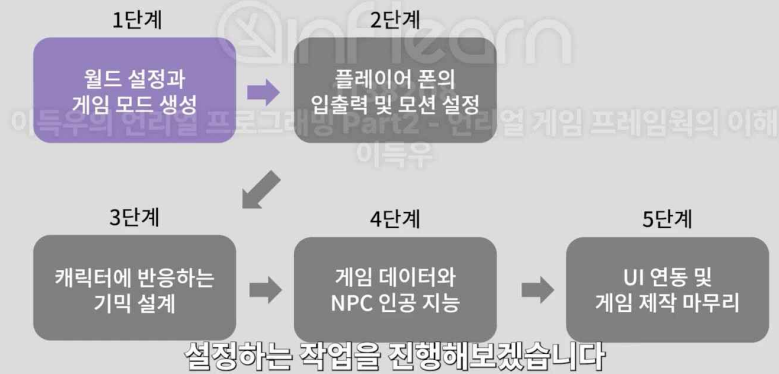 inflearn
1단계
2단계
월드 설정과
게임 모드 생성
플레이어 폰의
입출력 및 모션 설정
이득우의 언리얼 프로그래밍 Part2 - 언리얼 게임 프레임웍의 이해
이득우
3단계
4단계
5단계
캐릭터에 반응하는
기믹 설계
게임 데이터와
NPC 인공 지능
UI 연동 및
게임 제작 마무리
설정하는 작업을 진행해보겠습니다